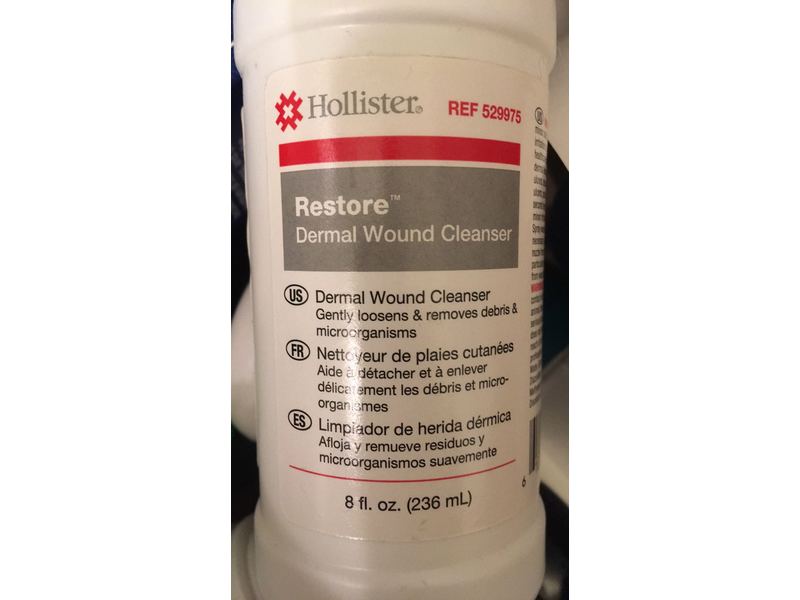 Hollister®
REF 529975
Restore™
Dermal Wound Cleanser
US Dermal Wound Cleanser
Gently loosens & removes debris &
microorganisms
FR Nettoyeur de plaies cutanées
Aide à détacher et à enlever
délicatement les débris et micro-
organismes
ES Limpiador de herida dérmica
Afloja y remueve residuos y
microorganismos suavemente
8 fl. oz. (236 mL)
US
6